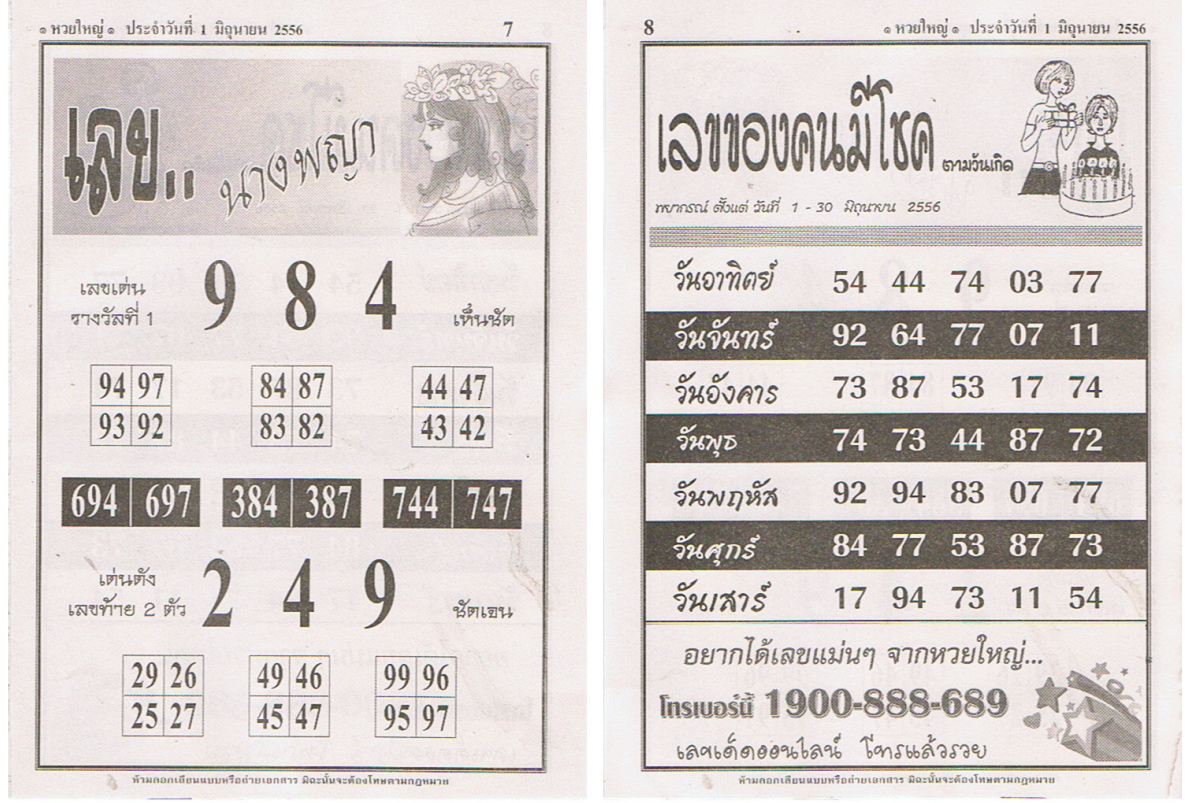 ๑ หวยใหญ่ ๑ ประจำวันที่ 1 มิถุนายน 2556 7
เลข..
นางพญา
เลขเด่น
รางวัลที่ 1
9 8 4
เห็นชัด
94 97 84 87 44 47
93 92 83 82 43 42
694 697 384 387 744 747
เด่นดัง
เลขท้าย 2 ตัว
2 4 9
ชัดเจน
29 26 49 46 99 96
25 27 45 47 95 97
ห้ามลอกเลียนแบบหรือถ่ายเอกสาร มิฉะนั้นจะต้องโทษตามกฎหมาย
8 ๑ หวยใหญ่ ๑ ประจำวันที่ 1 มิถุนายน 2556
เลขของคนมีโชค ตามวันเกิด
พยากรณ์ ตั้งแต่ วันที่ 1 - 30 มิถุนายน 2556
วันอาทิตย์ 54 44 74 03 77
วันจันทร์ 92 64 77 07 11
วันอังคาร 73 87 53 17 74
วันพุธ 74 73 44 87 72
วันพฤหัส 92 94 83 07 77
วันศุกร์ 84 77 53 87 73
วันเสาร์ 17 94 73 11 54
อยากได้เลขแม่นๆ จากหวยใหญ่...
โทรเบอร์นี้ 1900-888-689
เลขเด็ดออนไลน์ โทรแล้วรวย
ห้ามลอกเลียนแบบหรือถ่ายเอกสาร มิฉะนั้นจะต้องโทษตามกฎหมาย